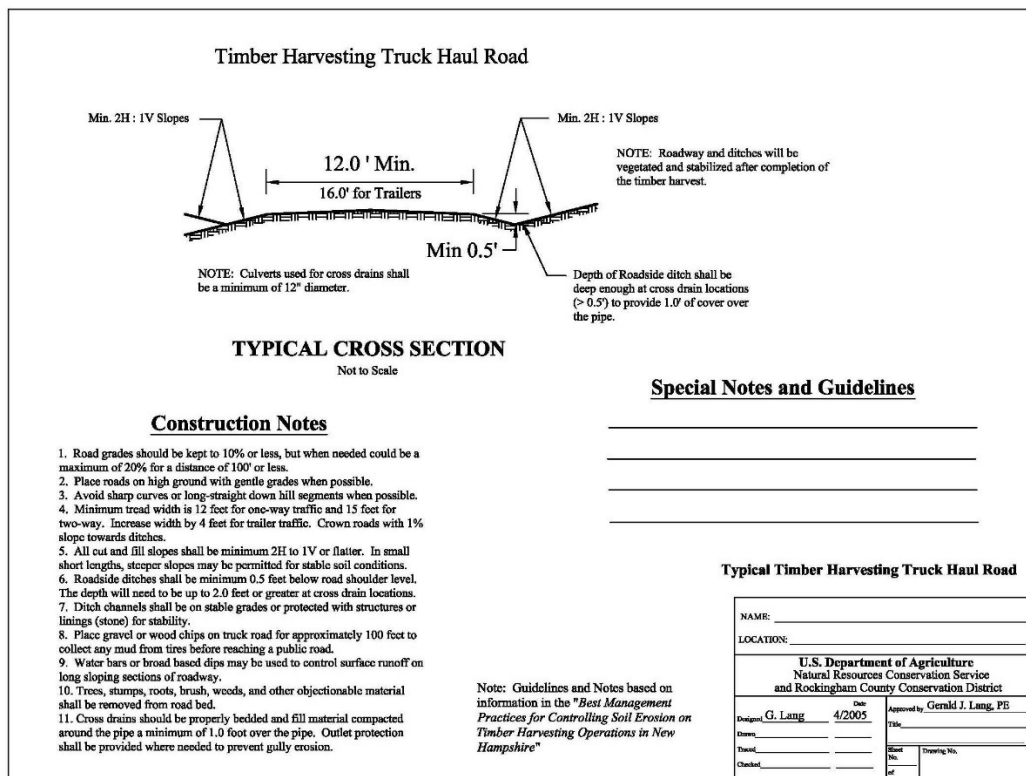 Timber Harvesting Truck Haul Road
Min. 2H : 1V Slopes
Min. 2H : 1V Slopes
12.0 ' Min.
16.0' for Trailers
NOTE: Roadway and ditches will be
vegetated and stabilized after completion of
the timber harvest.
Min 0.5'
NOTE: Culverts used for cross drains shall
be a minimum of 12" diameter.
Depth of Roadside ditch shall be
deep enough at cross drain locations
(> 0.5') to provide 1.0' of cover over
the pipe.
TYPICAL CROSS SECTION
Not to Scale
Construction Notes
1. Road grades should be kept to 10% or less, but when needed could be a
maximum of 20% for a distance of 100' or less.
2. Place roads on high ground with gentle grades when possible.
3. Avoid sharp curves or long-straight down hill segments when possible.
4. Minimum tread width is 12 feet for one-way traffic and 15 feet for
two-way. Increase width by 4 feet for trailer traffic. Crown roads with 1%
slope towards ditches.
5. All cut and fill slopes shall be minimum 2H to 1V or flatter. In small
short lengths, steeper slopes may be permitted for stable soil conditions.
6. Roadside ditches shall be minimum 0.5 feet below road shoulder level.
The depth will need to be up to 2.0 feet or greater at cross drain locations.
7. Ditch channels shall be on stable grades or protected with structures or
linings (stone) for stability.
8. Place gravel or wood chips on truck road for approximately 100 feet to
collect any mud from tires before reaching a public road.
9. Water bars or broad based dips may be used to control surface runoff on
long sloping sections of roadway.
10. Trees, stumps, roots, brush, weeds, and other objectionable material
shall be removed from road bed.
11. Cross drains should be properly bedded and fill material compacted
around the pipe a minimum of 1.0 foot over the pipe. Outlet protection
shall be provided where needed to prevent gully erosion.
Note: Guidelines and Notes based on
information in the "Best Management
Practices for Controlling Soil Erosion on
Timber Harvesting Operations in New
Hampshire"
Special Notes and Guidelines
Typical Timber Harvesting Truck Haul Road
NAME:
LOCATION:
U.S. Department of Agriculture
Natural Resources Conservation Service
and Rockingham County Conservation District
Date
Designed G. Lang 4/2005
Drawn
Traced
Checked
Approved by Gerald J. Lang, PE
Title
Sheet
No.
of
Drawing No.